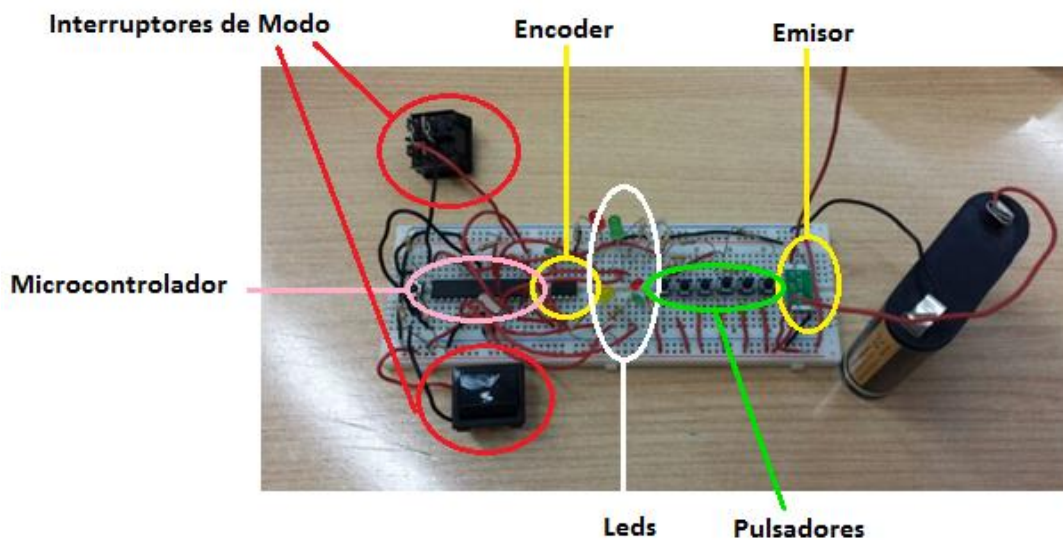 Interruptores de Modo
Encoder
Emisor
Microcontrolador
Leds
Pulsadores